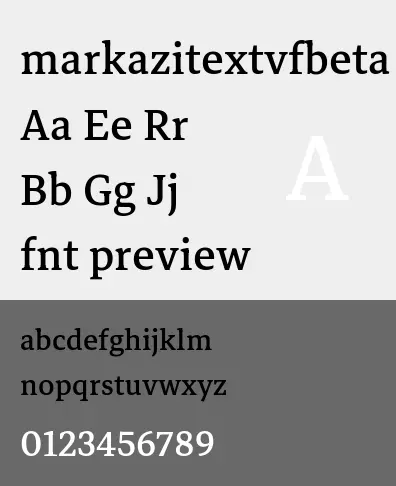 markazitextvfbeta
Aa Ee Rr
A
Bb Gg Jj
fnt preview
abcdefghijklm
nopqrstuvwxyz
0123456789